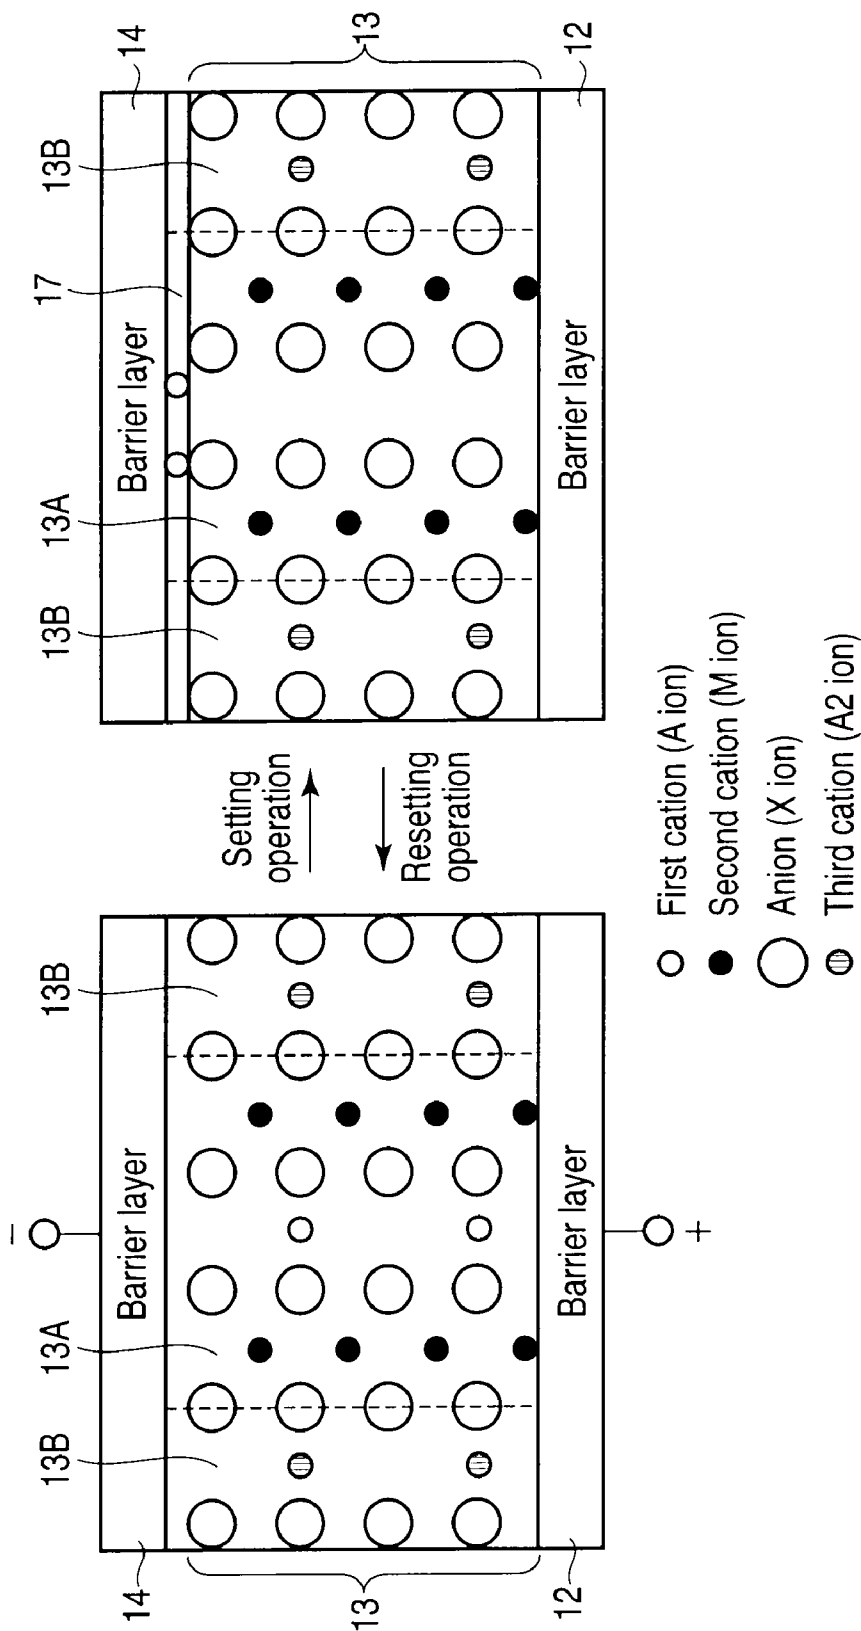 −
14
13B
13A
Barrier layer
13B
13
12
Barrier layer
+
Setting
operation
Resetting
operation
13B
13A
Barrier layer
17
13B
14
13
Barrier layer
12
First cation (A ion)
Second cation (M ion)
Anion (X ion)
Third cation (A2 ion)